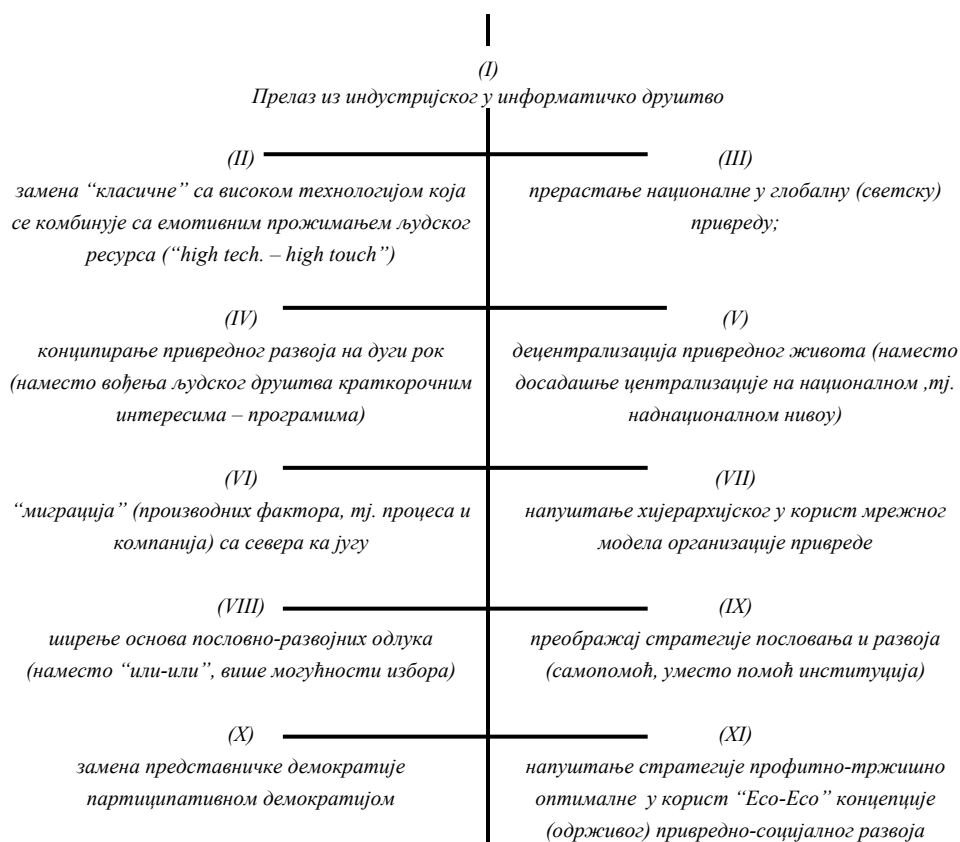 (I)
Прелаз из индустријског у информатичко друштво
(II)
замена “класичне” са високом технологијом која
се комбинује са емотивним прожимањем људског
ресурса (“high tech. – high touch”)
(III)
прерастање националне у глобалну (светску)
привреду;
(IV)
конципирање привредног развоја на дуги рок
(наместо вођења људског друштва краткорочним
интересима – програмима)
(V)
децентрализација привредног живота (наместо
досадашње централизације на националном ,тј.
наднационалном нивоу)
(VI)
“миграција” (производних фактора, тј. процеса и
компанија) са севера ка југу
(VII)
напуштање хијерархијског у корист мрежног
модела организације привреде
(VIII)
ширење основа пословно-развојних одлука
(наместо “или-или”, више могућности избора)
(IX)
преображај стратегије пословања и развоја
(самопомоћ, уместо помоћ институција)
(X)
замена представничке демократије
партиципативном демократијом
(XI)
напуштање стратегије профитно-тржишно
оптималне у корист “Eco-Eco” концепције
(одрживог) привредно-социјалног развоја